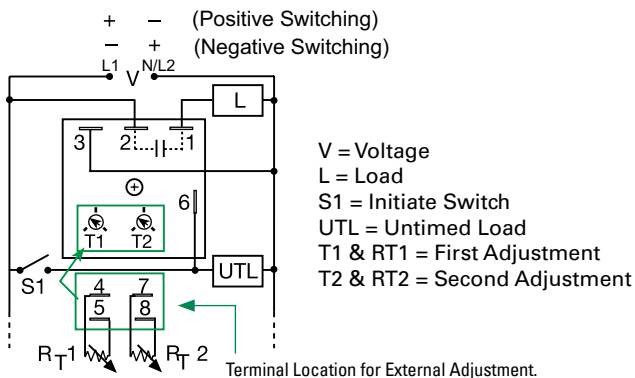 + − (Positive Switching)
− + (Negative Switching)
L1 V N/L2
L
3 2 1
6
T1 T2
S1 UTL
4 7
5 8
RT1 RT 2
V = Voltage
L = Load
S1 = Initiate Switch
UTL = Untimed Load
T1 & RT1 = First Adjustment
T2 & RT2 = Second Adjustment
Terminal Location for External Adjustment.